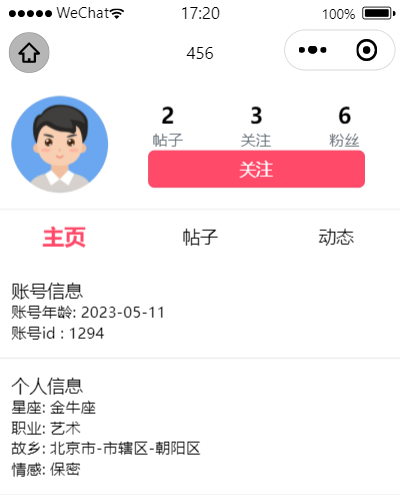 WeChat 17:20 100%
456
2 3 6
帖子 关注 粉丝
关注
主页 帖子 动态
账号信息
账号年龄: 2023-05-11
账号id : 1294
个人信息
星座: 金牛座
职业: 艺术
故乡: 北京市-市辖区-朝阳区
情感: 保密